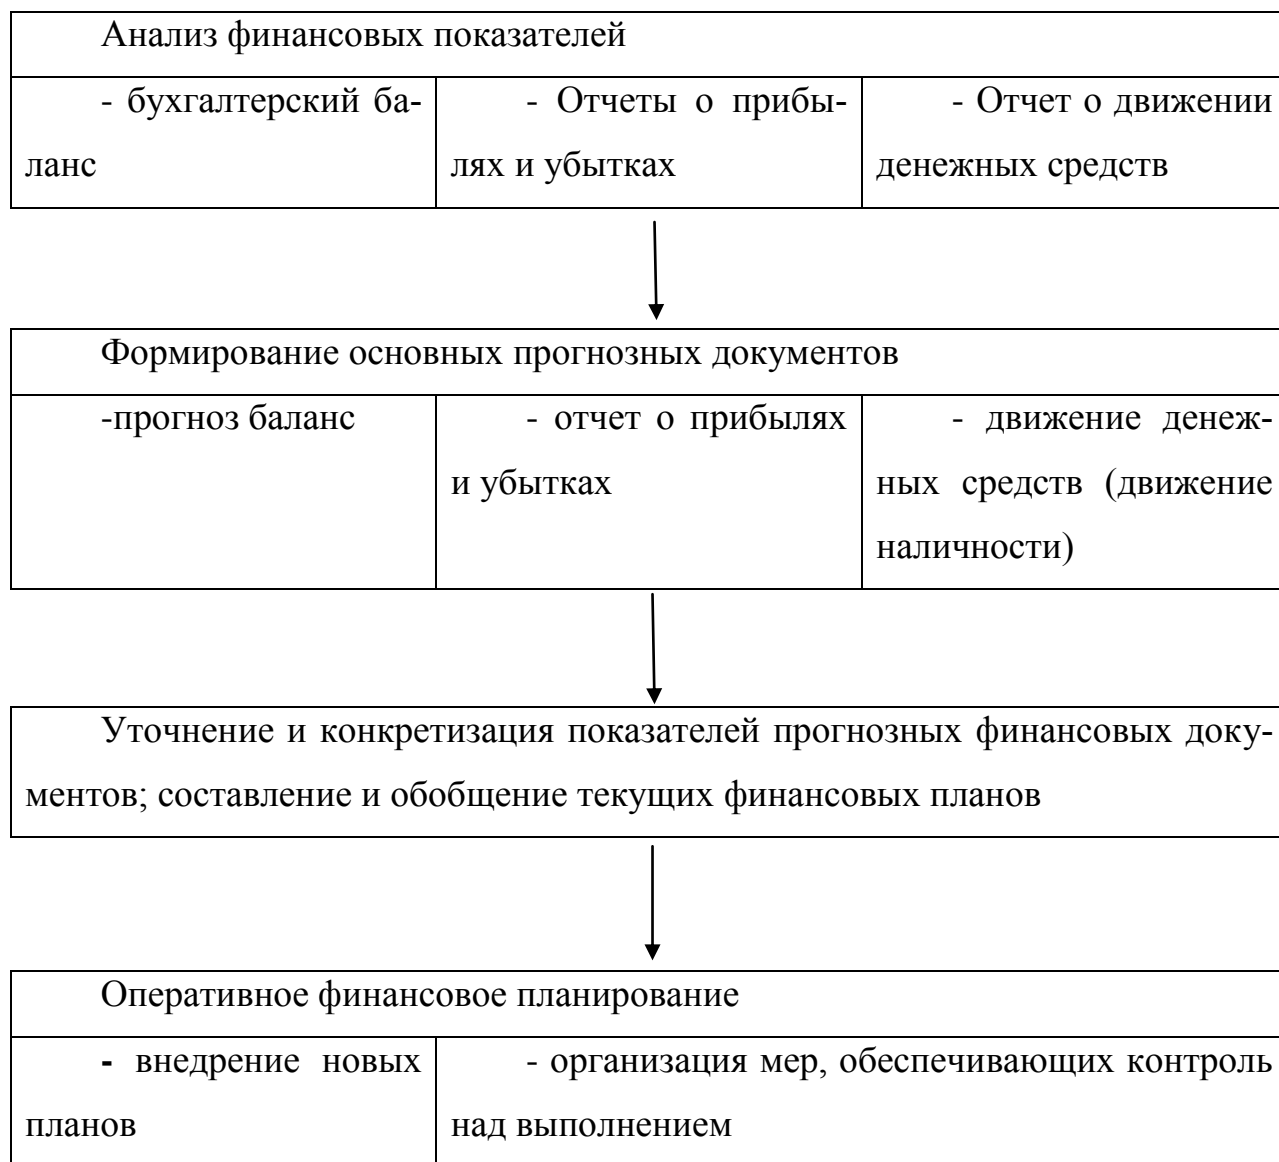 Анализ финансовых показателей
- бухгалтерский ба-
ланс
- Отчеты о прибы-
лях и убытках
- Отчет о движении
денежных средств
Формирование основных прогнозных документов
-прогноз баланс
- отчет о прибылях
и убытках
- движение денеж-
ных средств (движение
наличности)
Уточнение и конкретизация показателей прогнозных финансовых доку-
ментов; составление и обобщение текущих финансовых планов
Оперативное финансовое планирование
- внедрение новых
планов
- организация мер, обеспечивающих контроль
над выполнением